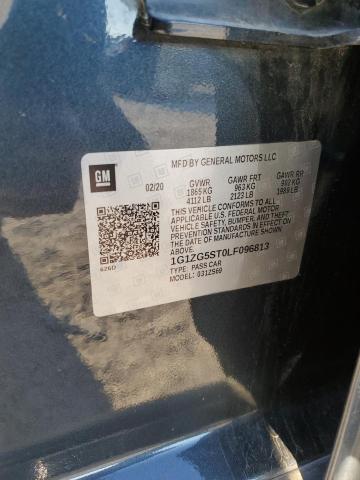 GM
MFD BY GENERAL MOTORS LLC
02/20
GVWR GAWR FRT GAWR RR
1865 KG 963 KG 902 KG
4112 LB 2123 LB 1989 LB
THIS VEHICLE CONFORMS TO ALL
APPLICABLE U.S. FEDERAL MOTOR
VEHICLE SAFETY, BUMPER, AND THEFT
PREVENTION STANDARDS IN EFFECT ON
THE DATE OF MANUFACTURE SHOWN
ABOVE.
626D
1G1ZG5ST0LF096813
TYPE: PASS CAR
MODEL: 0312S69